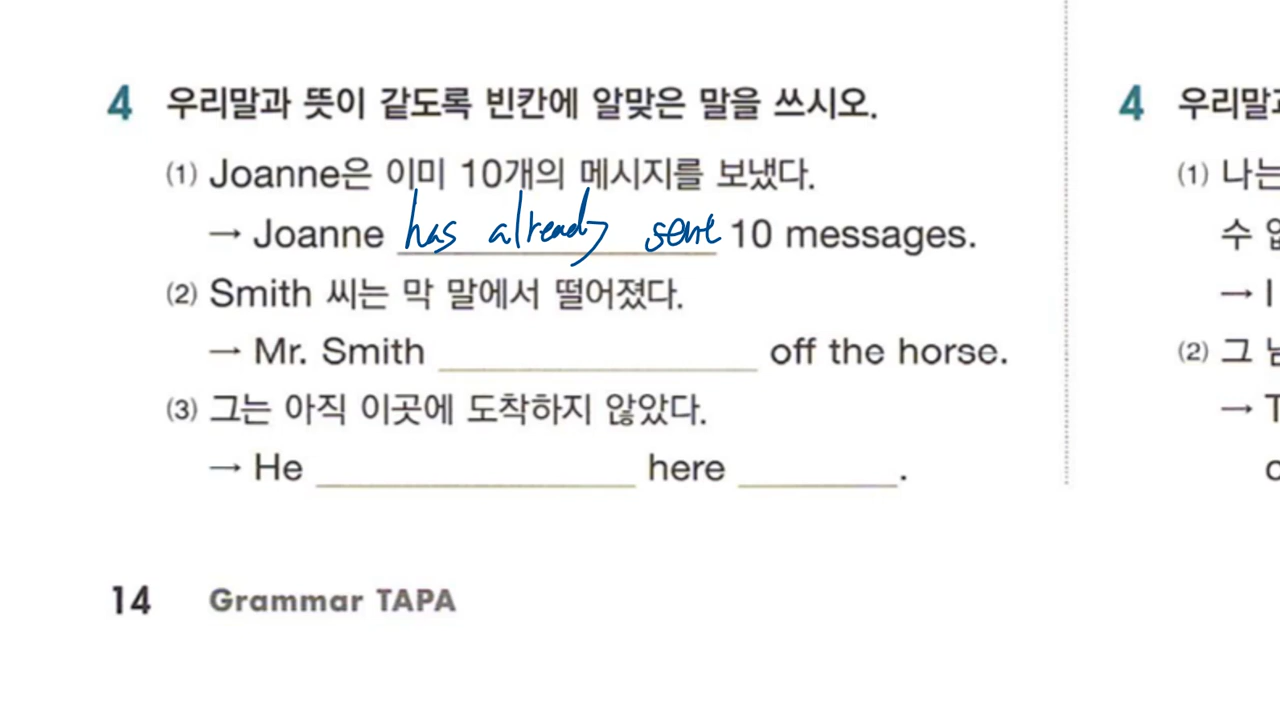 4 우리말과 뜻이 같도록 빈칸에 알맞은 말을 쓰시오.
(1) Joanne은 이미 10개의 메시지를 보냈다.
→ Joanne has already sent 10 messages.
(2) Smith 씨는 막 말에서 떨어졌다.
→ Mr. Smith ____________ off the horse.
(3) 그는 아직 이곳에 도착하지 않았다.
→ He ____________ here ______.
14 Grammar TAPA
4 우리말
(1) 나는
수
→ I
(2) 그
→ T